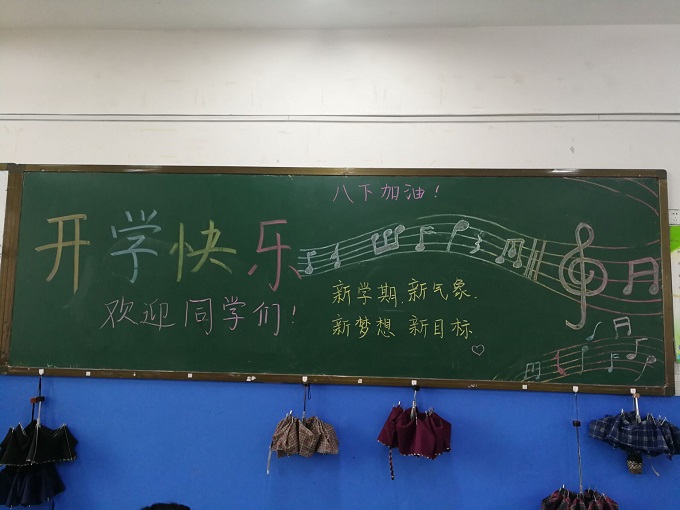 八下加油！
开学快乐
欢迎同学们！
新学期，新气象，
新梦想 新目标